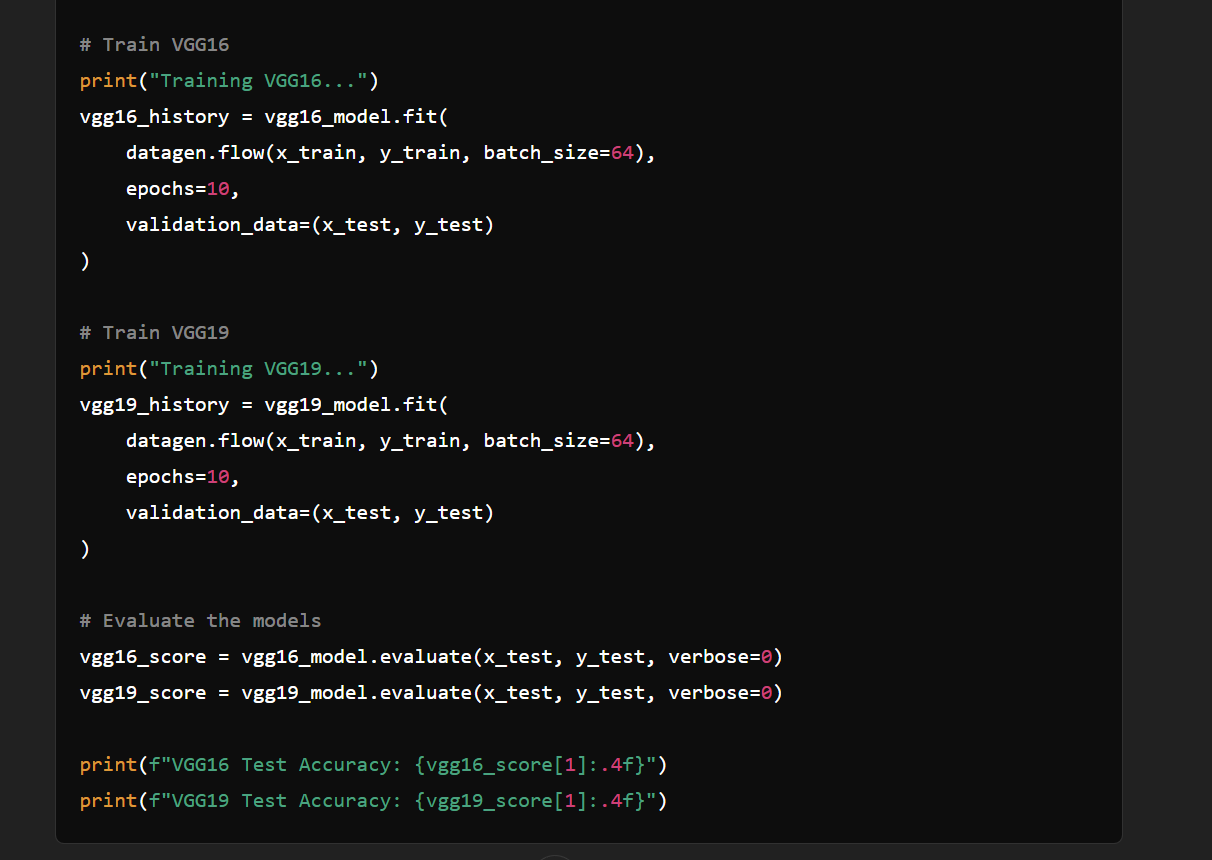 # Train VGG16
print("Training VGG16...")
vgg16_history = vgg16_model.fit(
    datagen.flow(x_train, y_train, batch_size=64),
    epochs=10,
    validation_data=(x_test, y_test)
)
# Train VGG19
print("Training VGG19...")
vgg19_history = vgg19_model.fit(
    datagen.flow(x_train, y_train, batch_size=64),
    epochs=10,
    validation_data=(x_test, y_test)
)
# Evaluate the models
vgg16_score = vgg16_model.evaluate(x_test, y_test, verbose=0)
vgg19_score = vgg19_model.evaluate(x_test, y_test, verbose=0)
print(f"VGG16 Test Accuracy: {vgg16_score[1]:.4f}")
print(f"VGG19 Test Accuracy: {vgg19_score[1]:.4f}")